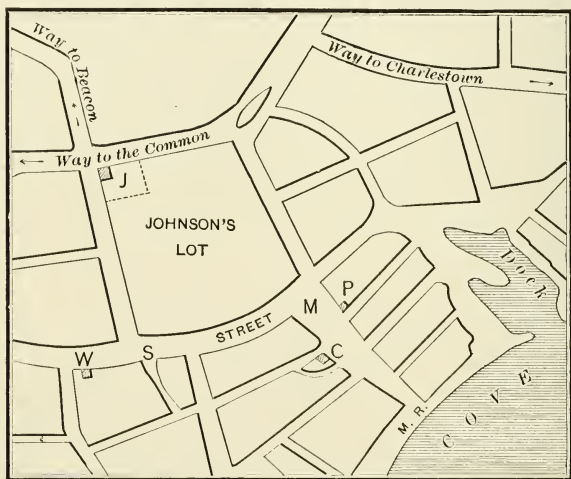 Way to Beacon
Way to Charlestown
Way to the Common
J
JOHNSON'S
LOT
Dock
P
M
STREET
S
W
C
M. R.
COVE